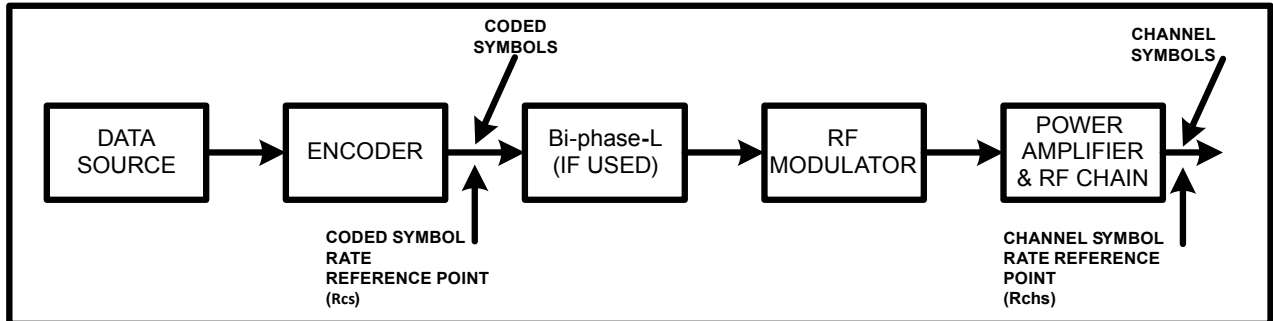 CODED
SYMBOLS
CHANNEL
SYMBOLS
DATA
SOURCE
ENCODER
Bi-phase-L
(IF USED)
RF
MODULATOR
POWER
AMPLIFIER
& RF CHAIN
CODED SYMBOL
RATE
REFERENCE POINT
(Rcs)
CHANNEL SYMBOL
RATE REFERENCE
POINT
(Rchs)